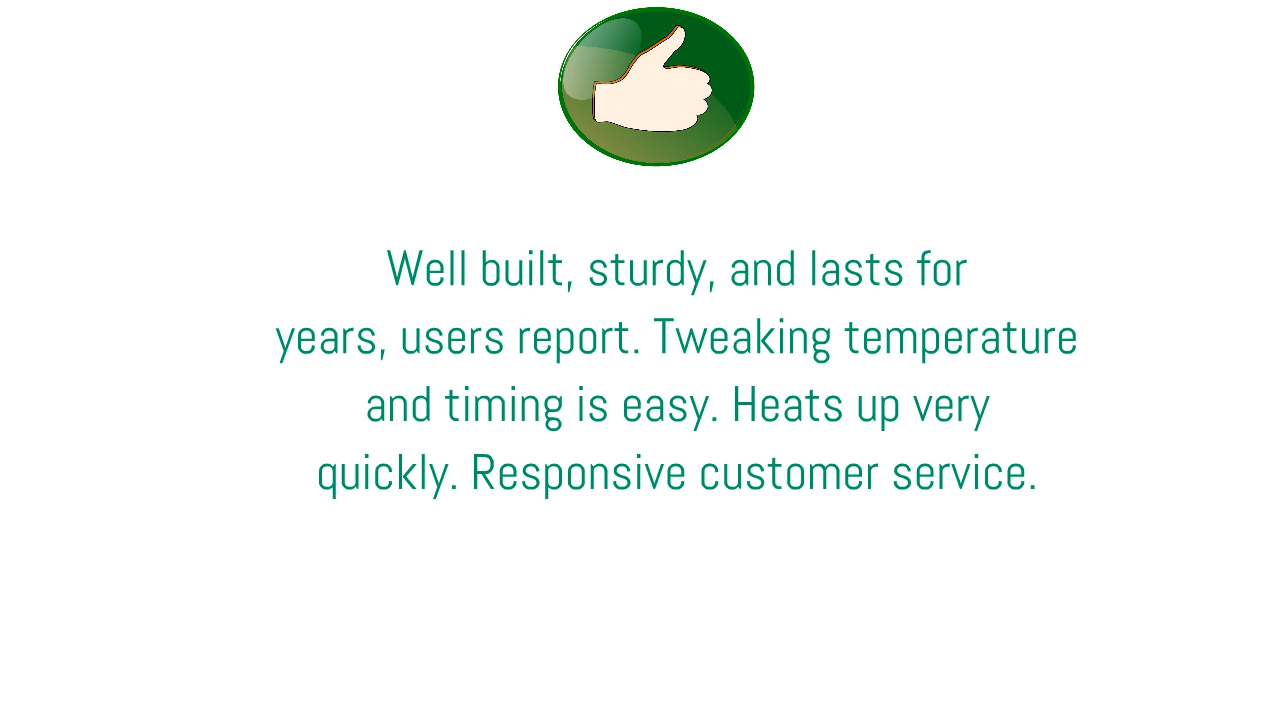 Well built, sturdy, and lasts for
years, users report. Tweaking temperature
and timing is easy. Heats up very
quickly. Responsive customer service.